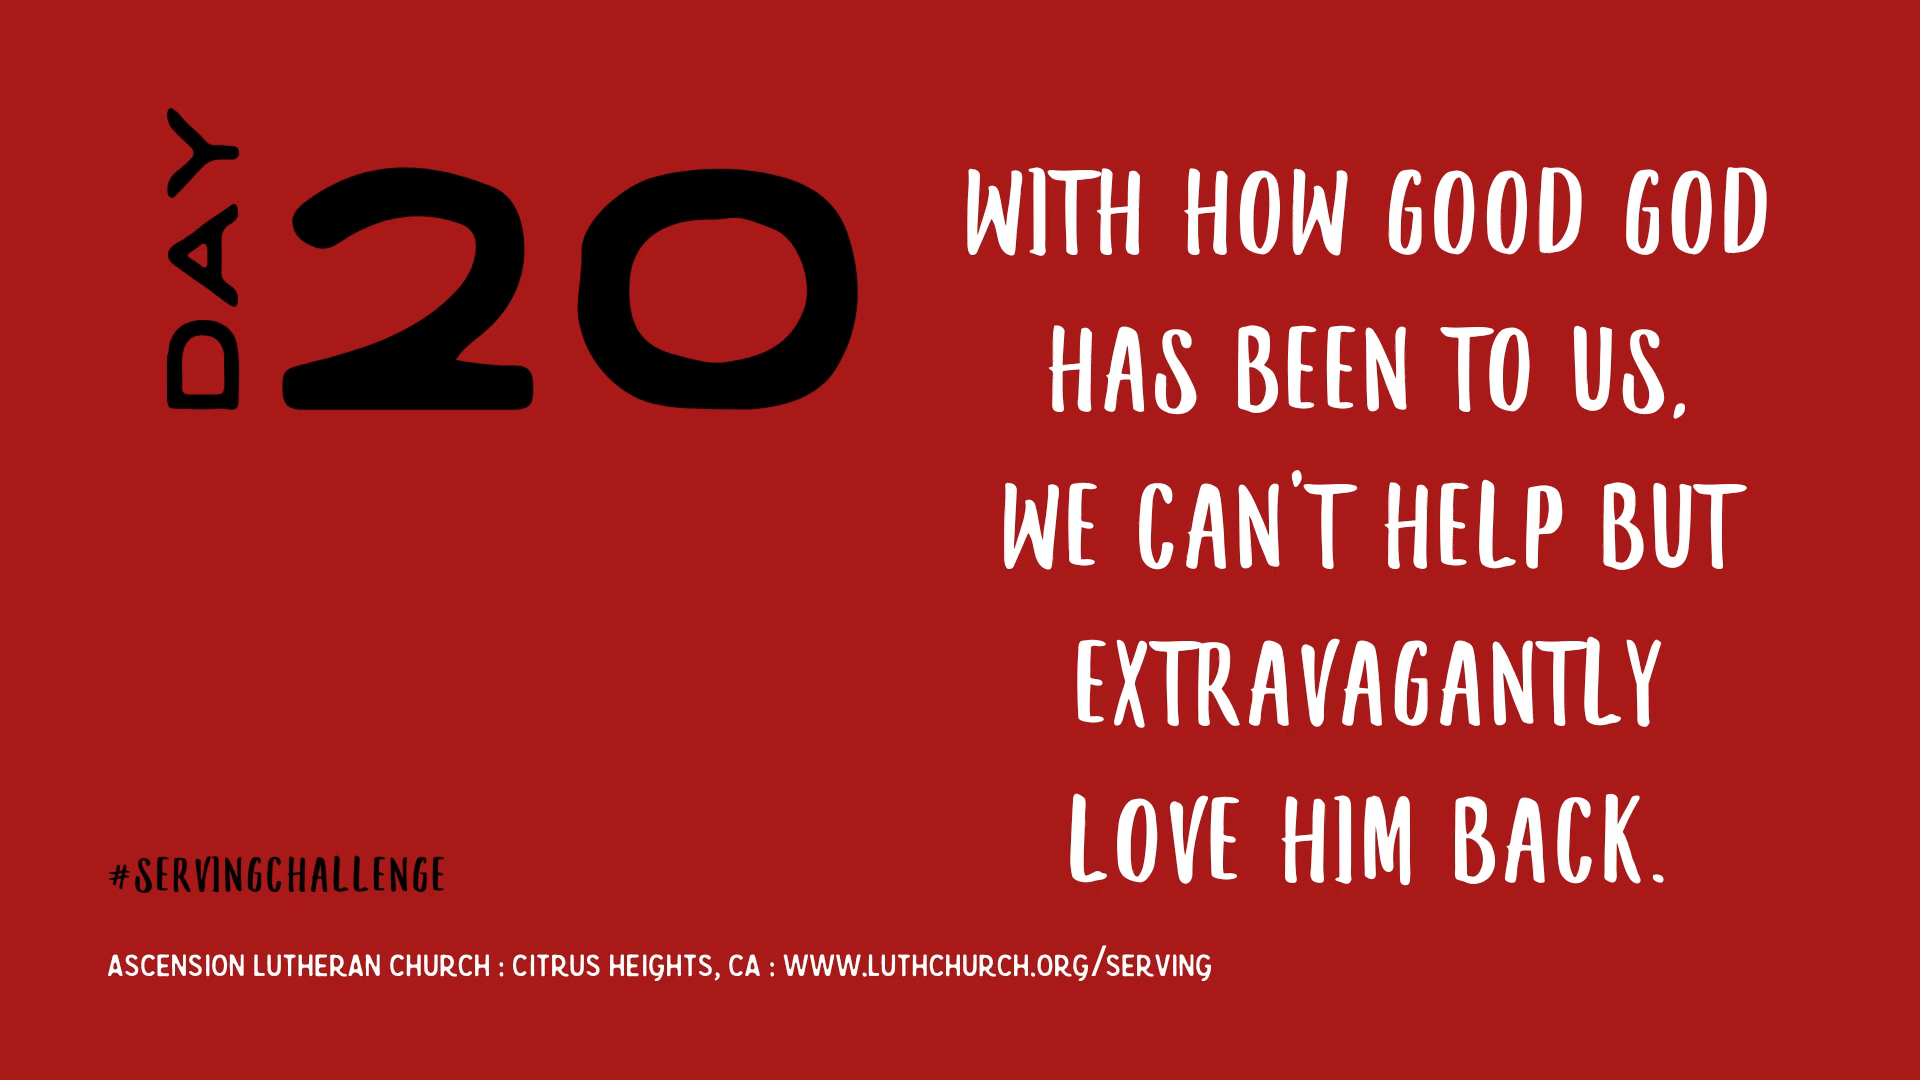 DAY 20
WITH HOW GOOD GOD
HAS BEEN TO US,
WE CAN'T HELP BUT
EXTRAVAGANTLY
LOVE HIM BACK.
#SERVINGCHALLENGE
ASCENSION LUTHERAN CHURCH : CITRUS HEIGHTS, CA : WWW.LUTHCHURCH.ORG/SERVING